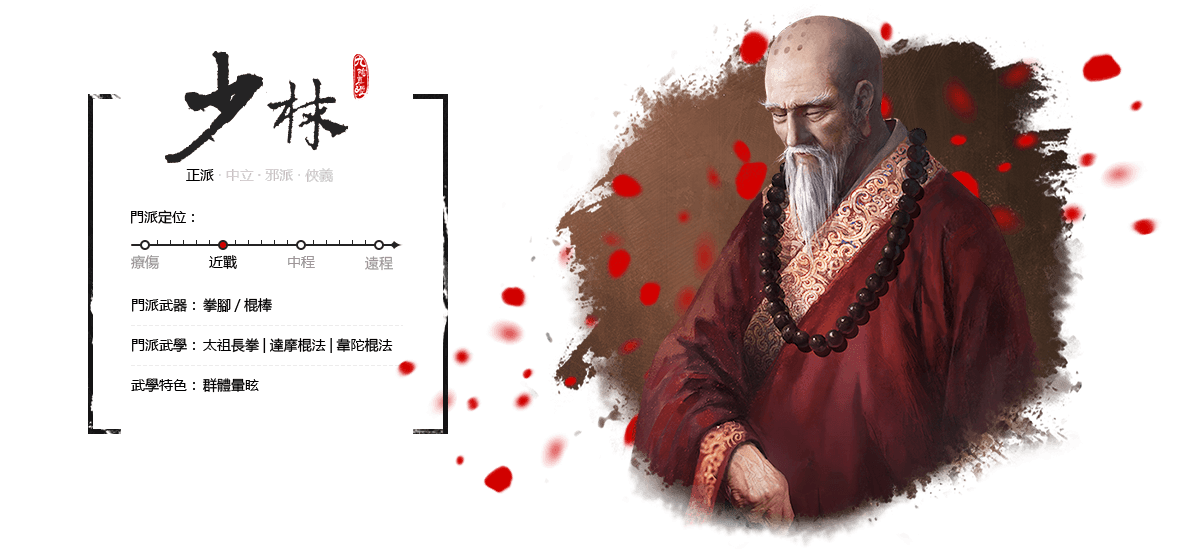 少林
正派 · 中立 · 邪派 · 俠義
門派定位：
療傷 近戰 中程 遠程
門派武器：拳腳 / 棍棒
門派武學：太祖長拳 | 達摩棍法 | 韋陀棍法
武學特色：群體暈眩